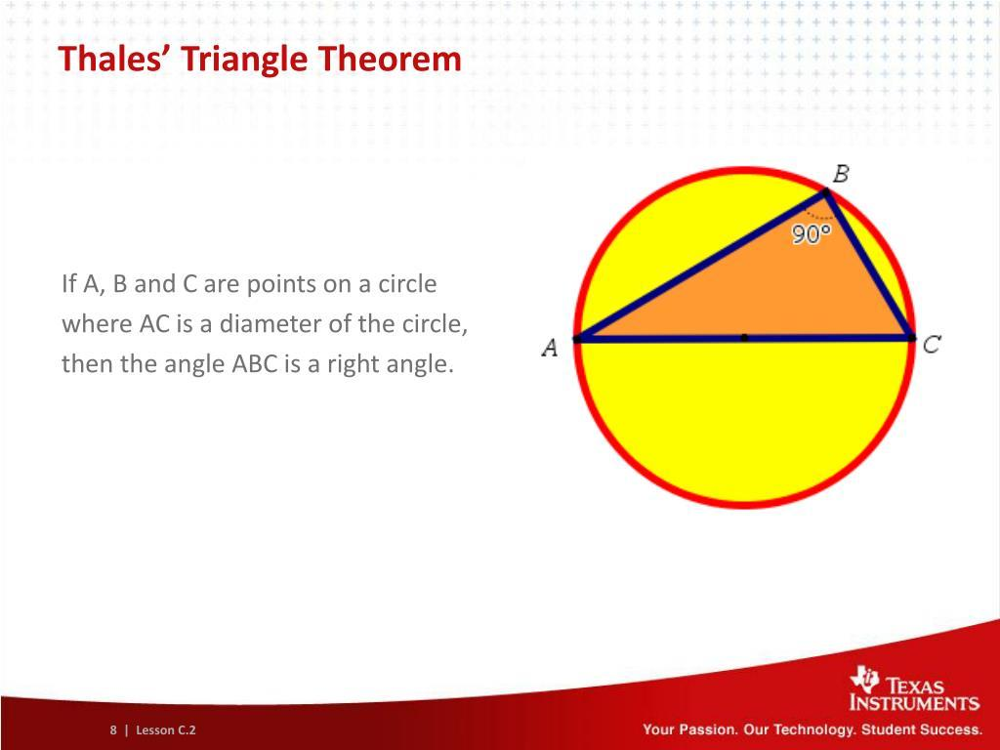 Thales’ Triangle Theorem
B
90°
If A, B and C are points on a circle
where AC is a diameter of the circle,
then the angle ABC is a right angle.
A
C
TEXAS
INSTRUMENTS
8 | Lesson C.2
Your Passion. Our Technology. Student Success.